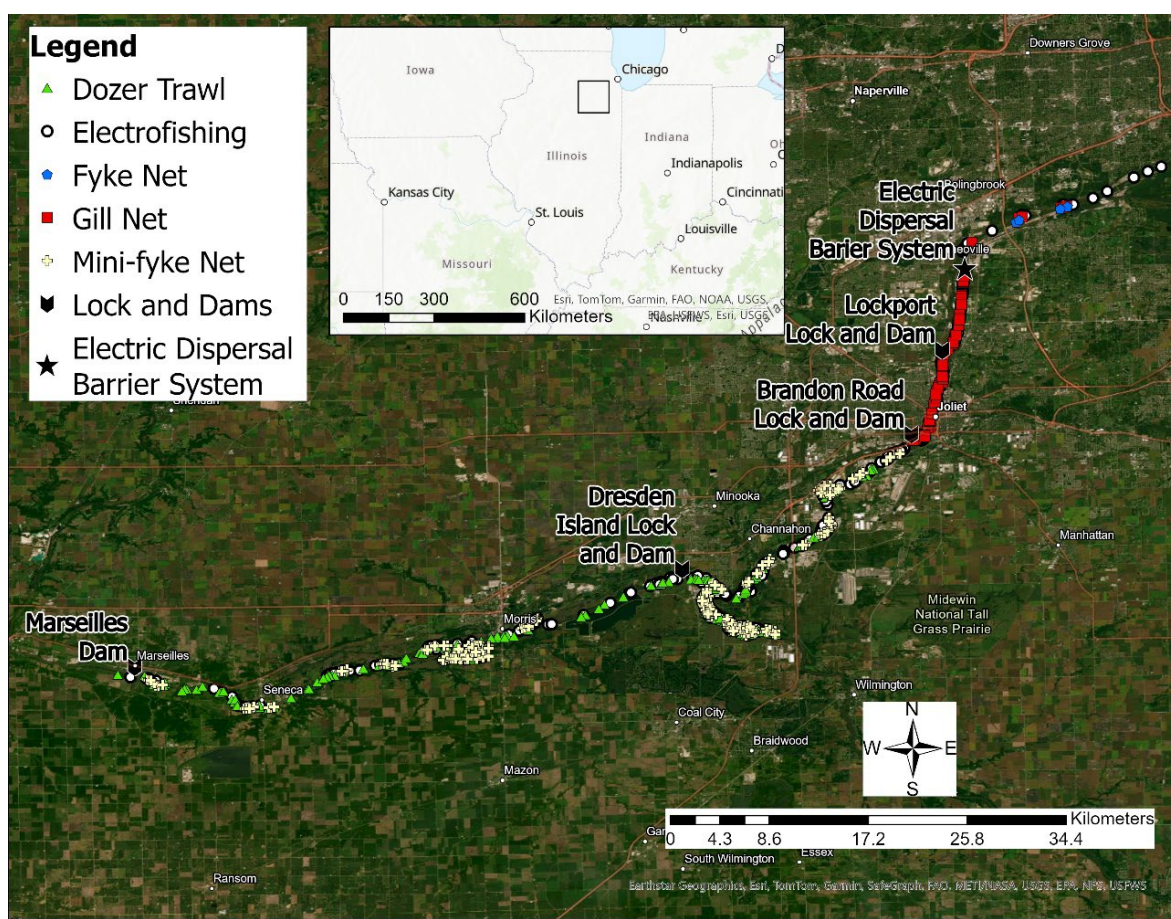 Legend
Dozer Trawl
Electrofishing
Fyke Net
Gill Net
Mini-fyke Net
Lock and Dams
Electric Dispersal
Barrier System
Iowa
Chicago
Illinois
Indiana
Indianapolis
Kansas City
St. Louis
Cincinnati
Louisville
Missouri
Kentucky
Nashville
0 150 300 600
Kilometers
Esri, TomTom, Garmin, FAO, NOAA, USGS,
EPA, USFWS, Esri, USGS
Downers Grove
Naperville
Electric
Dispersal
Barier System
Lockport
Lock and Dam
Brandon Road
Lock and Dam
Joliet
Minooka
Dresden
Island Lock
and Dam
Channahon
Manhattan
Midewin
National Tall
Grass Prairie
Morris
Marseilles
Dam
Marseilles
Seneca
Wilmington
Coal City
Braidwood
Mazon
N
W E
S
Kilometers
0 4.3 8.6 17.2 25.8 34.4
South Wilmington
Essex
Ransom
Earthstar Geographics, Esri, TomTom, Garmin, SafeGraph, FAO, METI/NASA, USGS, EPA, NPS, USFWS